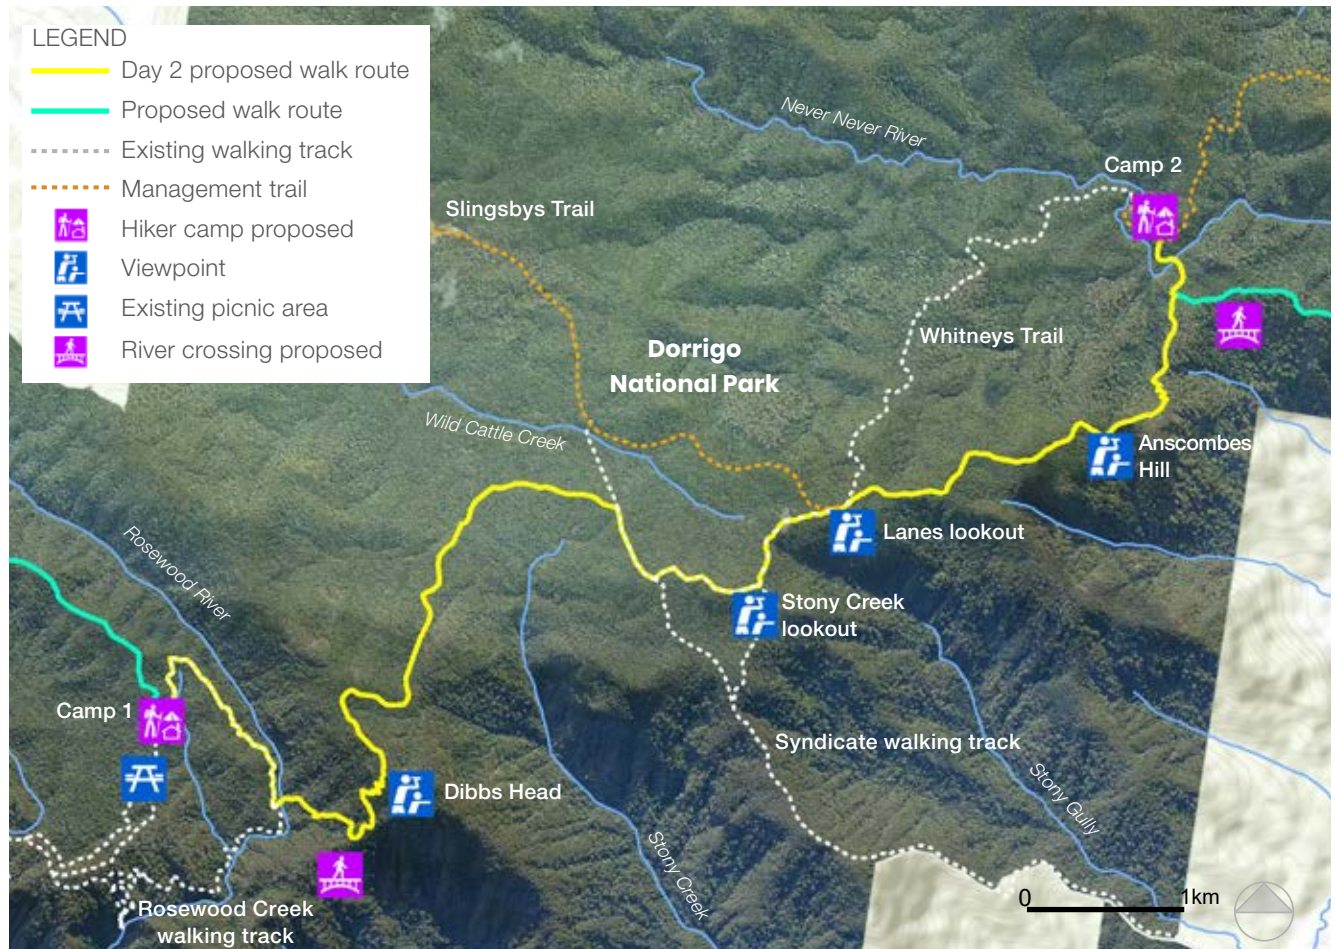 LEGEND
Day 2 proposed walk route
Proposed walk route
Existing walking track
Management trail
Hiker camp proposed
Viewpoint
Existing picnic area
River crossing proposed
Never Never River
Camp 2
Slingsbys Trail
Whitneys Trail
Dorrigo
National Park
Wild Cattle Creek
Anscombes
Hill
Lanes lookout
Rosewood River
Stony Creek
lookout
Camp 1
Syndicate walking track
Dibbs Head
Stony Gully
Stony Creek
0
1km
Rosewood Creek
walking track